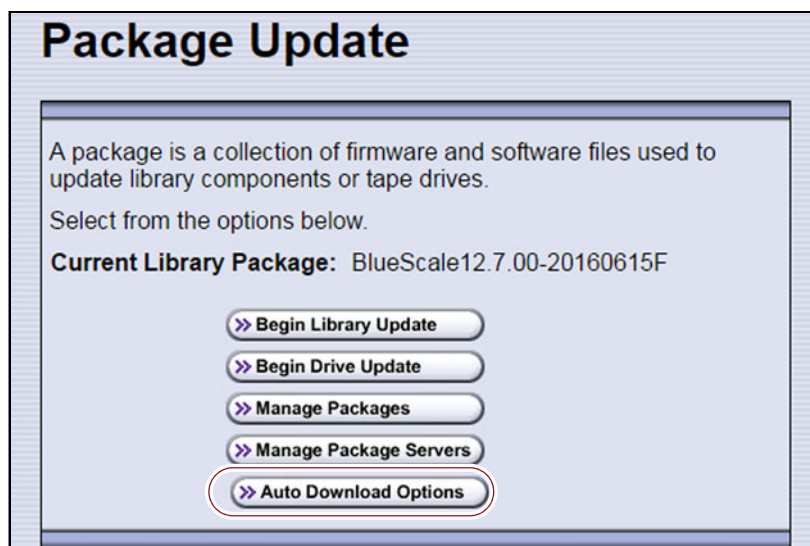 Package Update
A package is a collection of firmware and software files used to
update library components or tape drives.
Select from the options below.
Current Library Package: BlueScale12.7.00-20160615F
Begin Library Update
Begin Drive Update
Manage Packages
Manage Package Servers
Auto Download Options